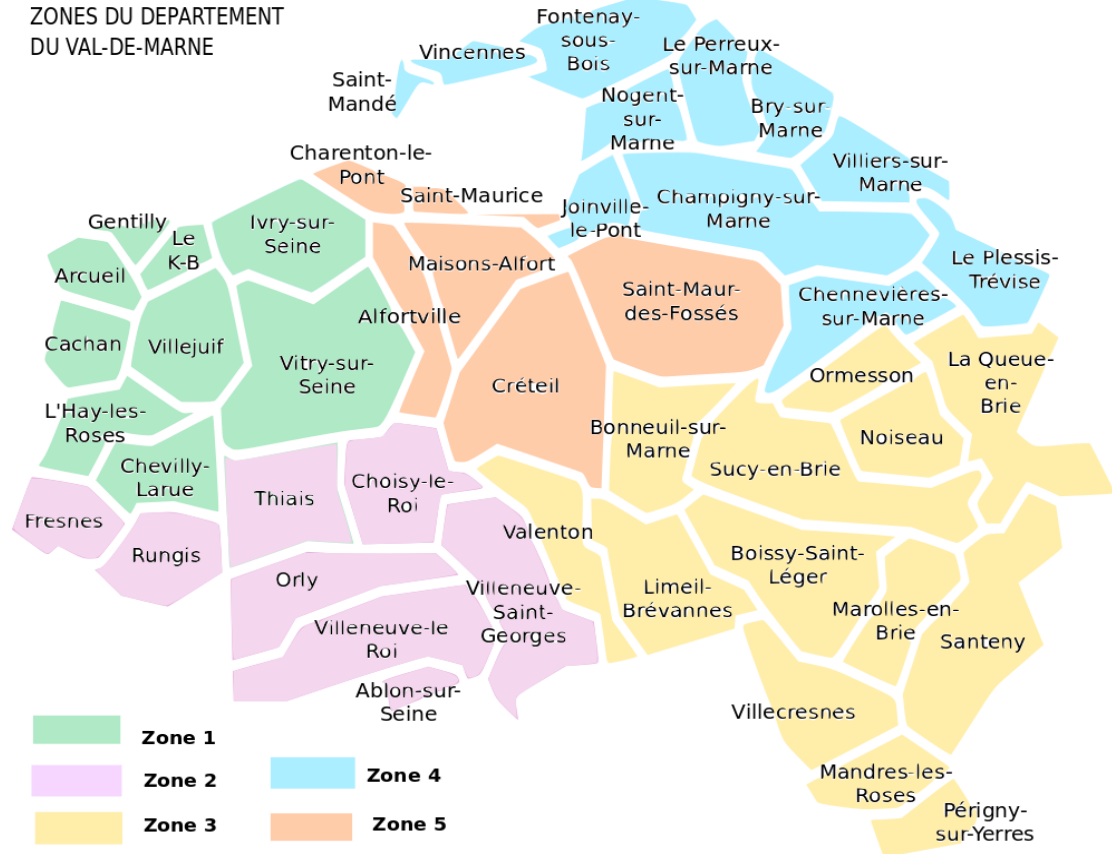 ZONES DU DEPARTEMENT
DU VAL-DE-MARNE
Fontenay-
sous-
Bois
Vincennes
Le Perreux-
sur-Marne
Saint-
Mandé
Nogent-
sur-
Marne
Bry-sur-
Marne
Charenton-le-
Pont
Villiers-sur-
Marne
Saint-Maurice
Joinville-
le-Pont
Champigny-sur-
Marne
Gentilly
Le
K-B
Ivry-sur-
Seine
Arcueil
Maisons-Alfort
Le Plessis-
Trévise
Saint-Maur-
des-Fossés
Chennevières-
sur-Marne
Alfortville
Cachan
Villejuif
Vitry-sur-
Seine
Créteil
Ormesson
La Queue-
en-
Brie
L'Hay-les-
Roses
Bonneuil-sur-
Marne
Noiseau
Chevilly-
Larue
Sucy-en-Brie
Thiais
Choisy-le-
Roi
Fresnes
Valenton
Rungis
Boissy-Saint-
Léger
Orly
Villeneuve-
Saint-
Georges
Limeil-
Brévannes
Marolles-en-
Brie
Santeny
Villeneuve-le
Roi
Ablon-sur-
Seine
Villecresnes
Mandres-les-
Roses
Périgny-
sur-Yerres
Zone 1
Zone 2
Zone 3
Zone 4
Zone 5